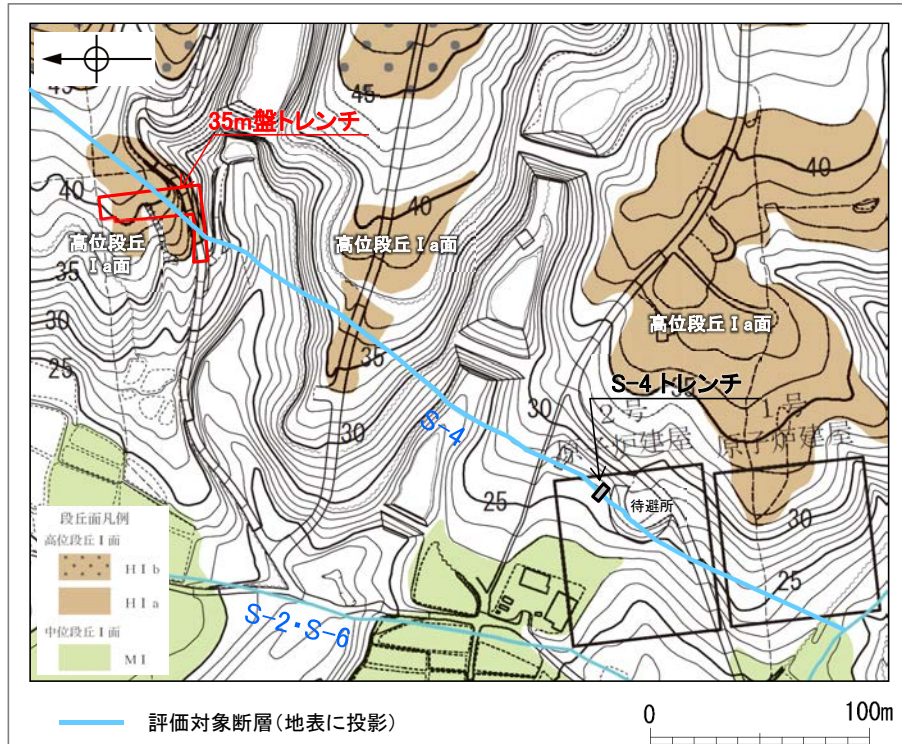 45
45
35m盤トレンチ
40
高位段丘
Ⅰa面
40
高位段丘
Ⅰa面
35
30
25
35
高位段丘Ⅰa面
40
S-4トレンチ
35
30
S-4
30
2号
原子炉建屋
1号
原子炉建屋
25
待避所
30
25
段丘面凡例
高位段丘Ⅰ面
HⅠb
HⅠa
中位段丘Ⅰ面
MⅠ
S-2・S-6
評価対象断層(地表に投影)
0 100m